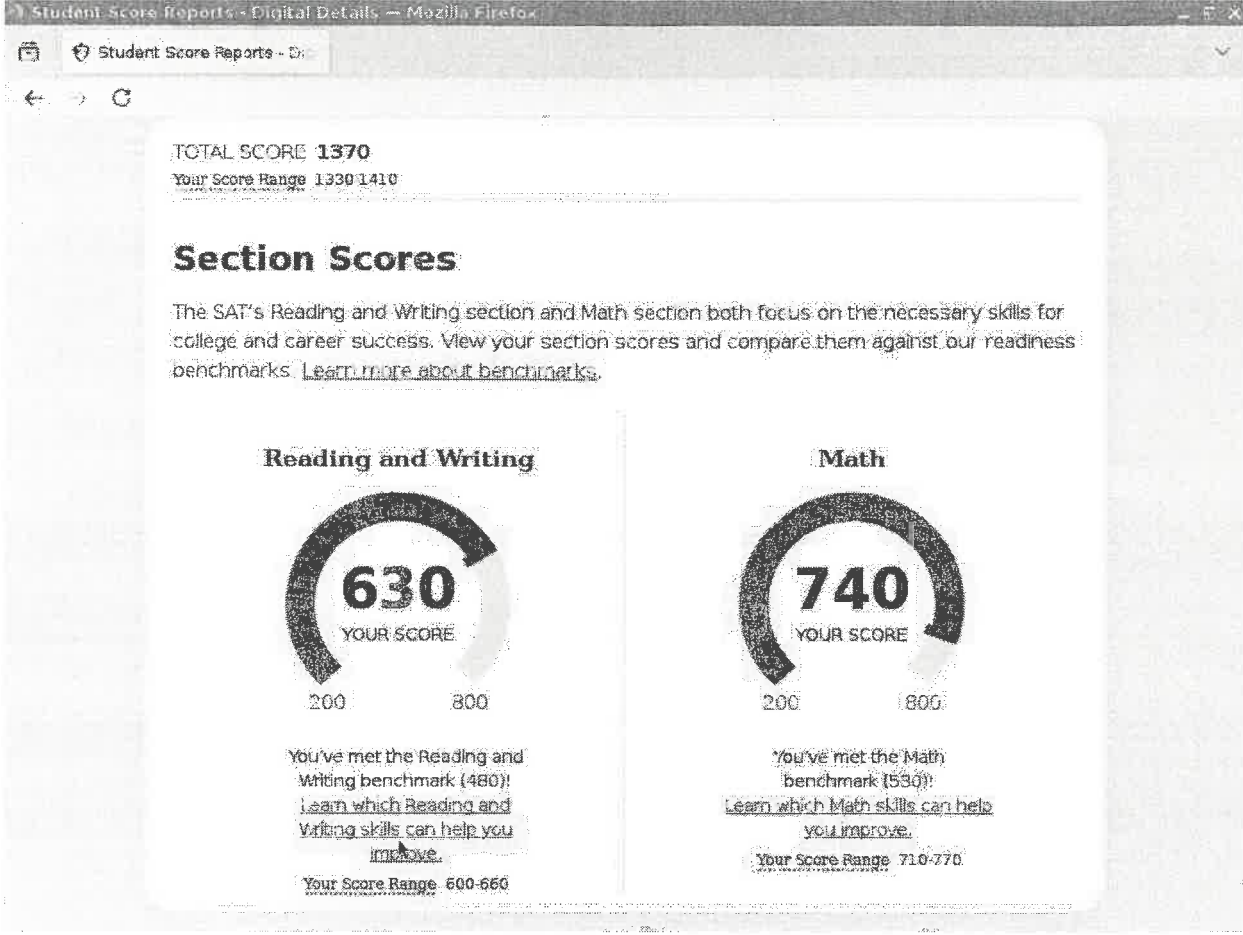 Student Score Reports - Digital Details — Mozilla Firefox
Student Score Reports - Di
TOTAL SCORE 1370
Your Score Range 1330 1410
Section Scores
The SAT's Reading and Writing section and Math section both focus on the necessary skills for
college and career success. View your section scores and compare them against our readiness
benchmarks. Learn more about benchmarks.
Reading and Writing
630
YOUR SCORE
200 800
You've met the Reading and
Writing benchmark (480)!
Learn which Reading and
Writing skills can help you
improve.
Your Score Range 600-660
Math
740
YOUR SCORE
200 800
You've met the Math
benchmark (530)!
Learn which Math skills can help
you improve.
Your Score Range 710-770